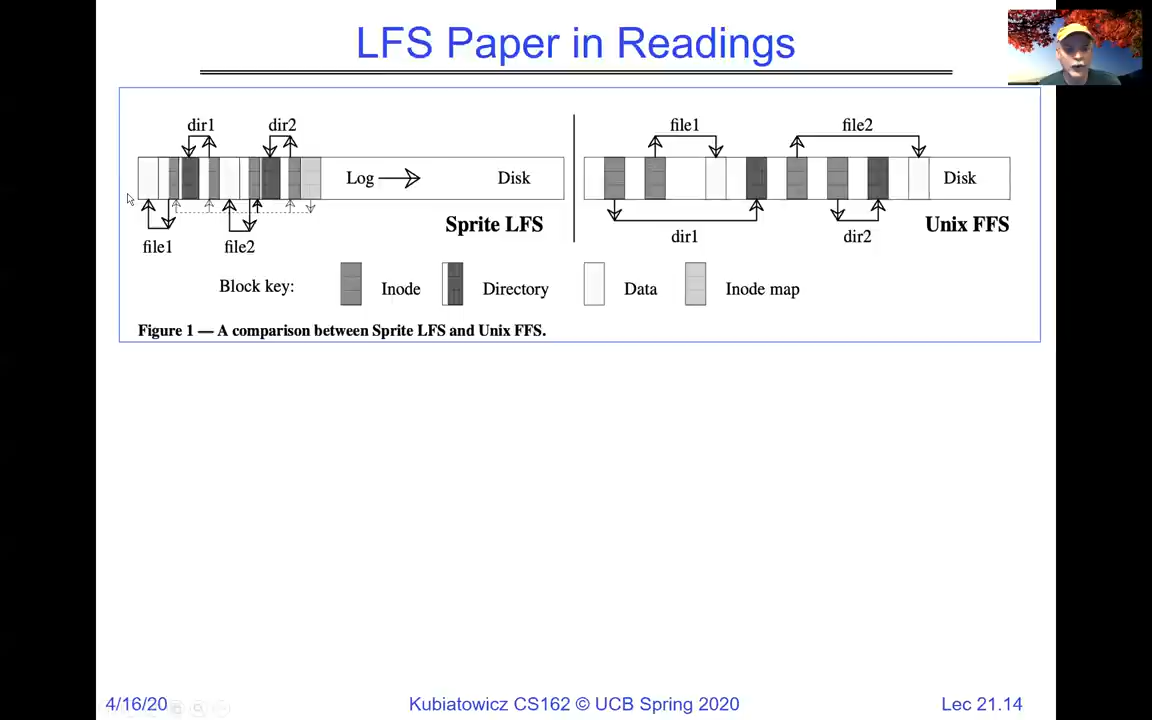 LFS Paper in Readings
dir1 dir2
Log Disk
file1 file2
Sprite LFS
file1 file2
Disk
dir1 dir2
Unix FFS
Block key: Inode Directory Data Inode map
Figure 1 — A comparison between Sprite LFS and Unix FFS.
4/16/20 Kubiatowicz CS162 © UCB Spring 2020 Lec 21.14